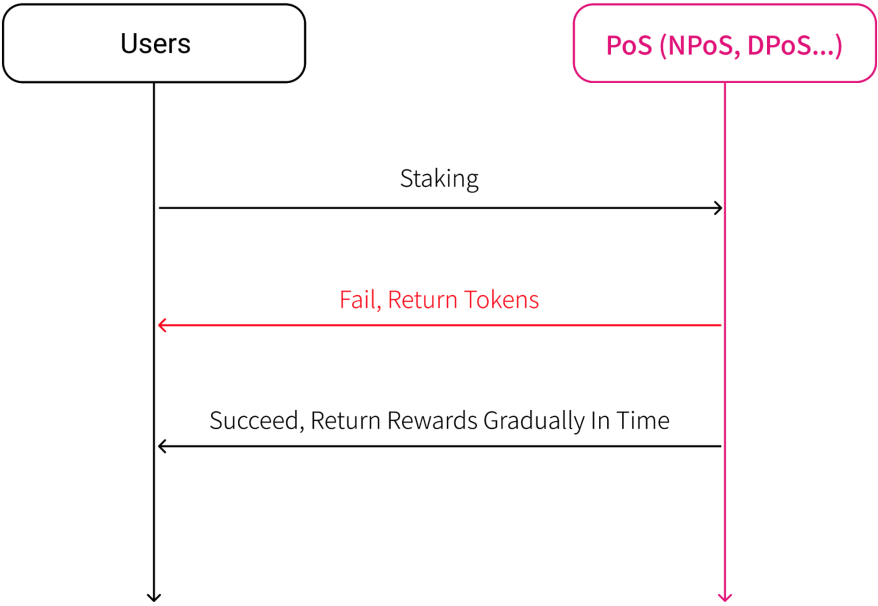 Users
PoS (NPoS, DPoS...)
Staking
Fail, Return Tokens
Succeed, Return Rewards Gradually In Time